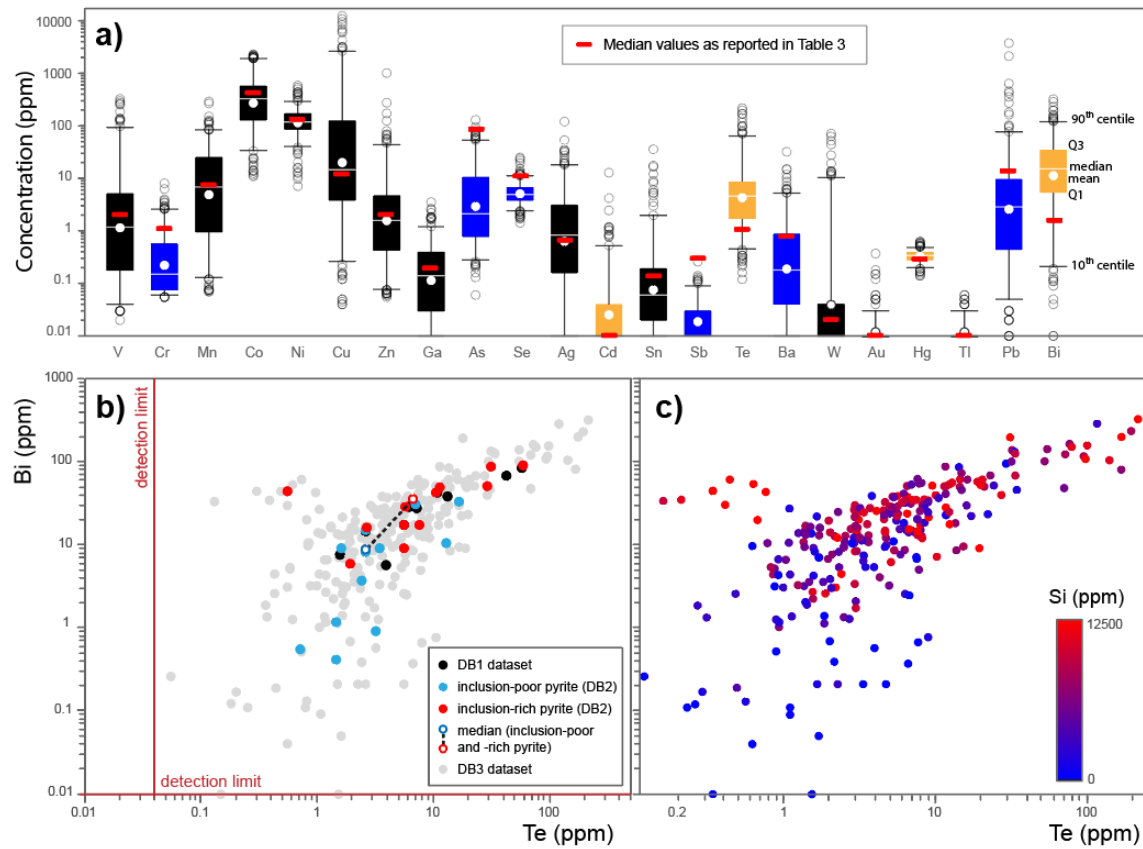 a)
Concentration (ppm)
10000
1000
100
10
1
0.1
0.01
Median values as reported in Table 3
90th centile
Q3
median
mean
Q1
10th centile
V Cr Mn Co Ni Cu Zn Ga As Se Ag Cd Sn Sb Te Ba W Au Hg Tl Pb Bi
b)
Bi (ppm)
1000
100
10
1
0.1
0.01
detection limit
detection limit
DB1 dataset
inclusion-poor pyrite (DB2)
inclusion-rich pyrite (DB2)
median (inclusion-poor
and -rich pyrite)
DB3 dataset
0.01 0.1 1 10 100
Te (ppm)
c)
Si (ppm)
12500
0
0.2 1 10 100
Te (ppm)